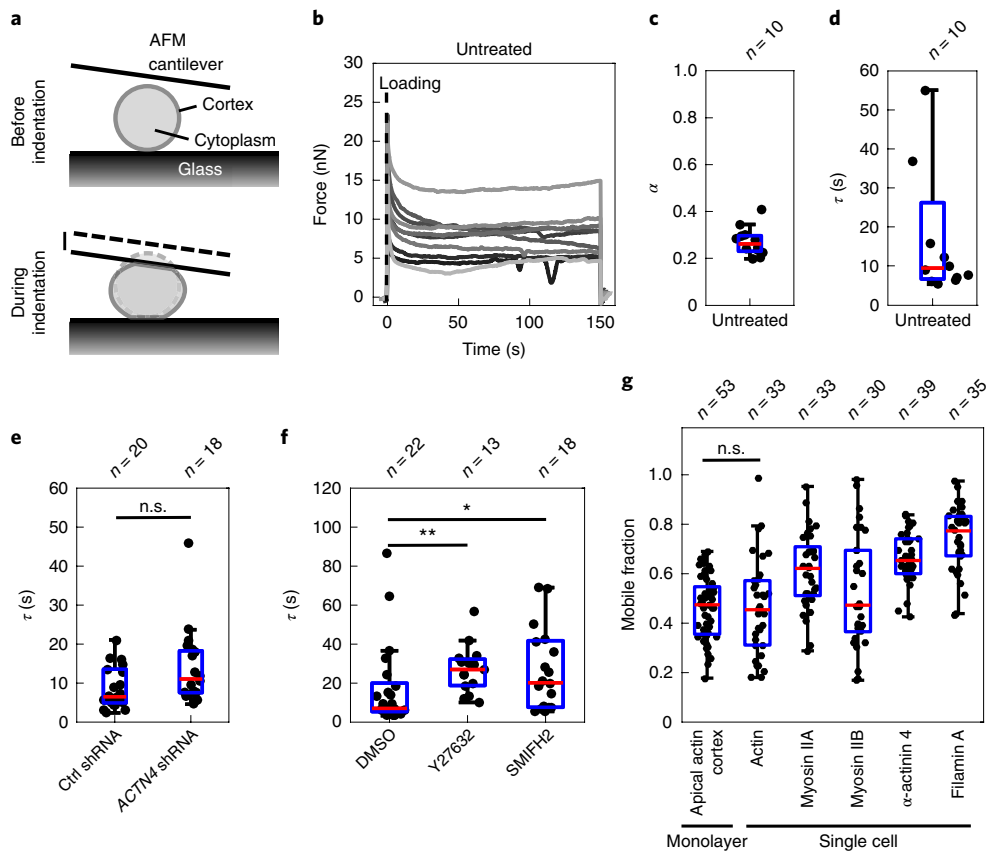 a
Before
indentation
AFM
cantilever
Cortex
Cytoplasm
Glass
During
indentation
b
Untreated
Loading
Force (nN)
30
25
20
15
10
5
0
0 50 100 150
Time (s)
c
n = 10
α
1.0
0.8
0.6
0.4
0.2
0
Untreated
d
n = 10
τ (s)
60
50
40
30
20
10
0
Untreated
e
n = 20
n = 18
n.s.
τ (s)
60
50
40
30
20
10
0
Ctrl shRNA
ACTN4 shRNA
f
n = 22
n = 13
n = 18
*
**
τ (s)
120
100
80
60
40
20
0
DMSO
Y27632
SMIFH2
g
n = 53
n = 33
n = 33
n = 30
n = 39
n = 35
n.s.
Mobile fraction
1.0
0.8
0.6
0.4
0.2
0
Apical actin
cortex
Actin
Myosin IIA
Myosin IIB
α-actinin 4
Filamin A
Monolayer
Single cell